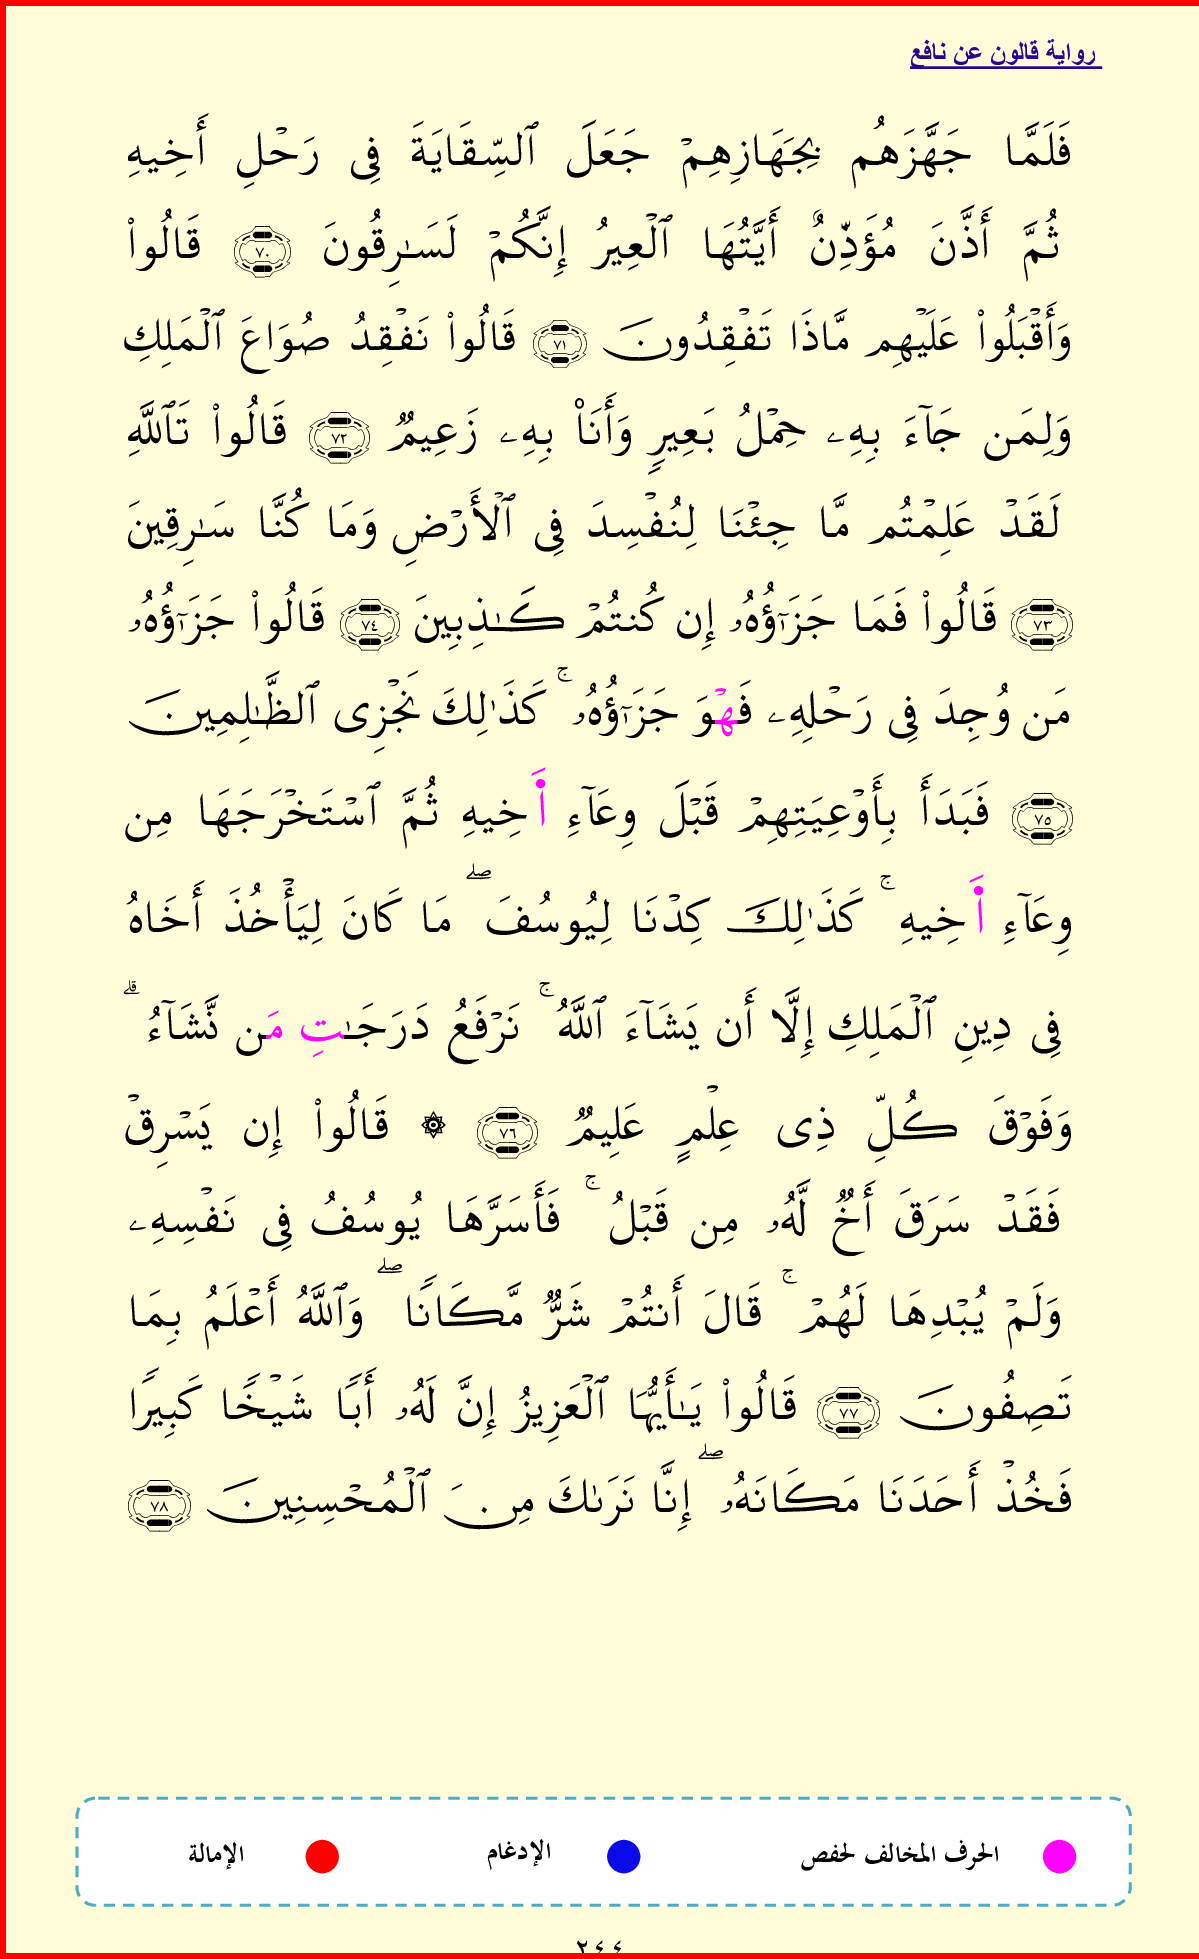 رواية قالون عن نافع
فَلَمَّا جَهَّزَهُم بِجَهَازِهِمْ جَعَلَ ٱلسِّقَايَةَ فِى رَحْلِ أَخِيهِ
ثُمَّ أَذَّنَ مُؤَذِّنٌ أَيَّتُهَا ٱلْعِيرُ إِنَّكُمْ لَسَـٰرِقُونَ ٧٠ قَالُوا۟
وَأَقْبَلُوا۟ عَلَيْهِم مَّاذَا تَفْقِدُونَ ٧١ قَالُوا۟ نَفْقِدُ صُوَاعَ ٱلْمَلِكِ
وَلِمَن جَآءَ بِهِۦ حِمْلُ بَعِيرٍ وَأَنَا۠ بِهِۦ زَعِيمٌ ٧٢ قَالُوا۟ تَٱللَّهِ
لَقَدْ عَلِمْتُم مَّا جِئْنَا لِنُفْسِدَ فِى ٱلْأَرْضِ وَمَا كُنَّا سَـٰرِقِينَ
٧٣ قَالُوا۟ فَمَا جَزَٰٓؤُهُۥ إِن كُنتُمْ كَـٰذِبِينَ ٧٤ قَالُوا۟ جَزَٰٓؤُهُۥ
مَن وُجِدَ فِى رَحْلِهِۦ فَهْوَ جَزَٰٓؤُهُۥ ۚ كَذَٰلِكَ نَجْزِى ٱلظَّـٰلِمِينَ
٧٥ فَبَدَأَ بِأَوْعِيَتِهِمْ قَبْلَ وِعَآءِ اَ۬خِيهِ ثُمَّ ٱسْتَخْرَجَهَا مِن
وِعَآءِ اَ۬خِيهِ ۚ كَذَٰلِكَ كِدْنَا لِيُوسُفَ ۖ مَا كَانَ لِيَأْخُذَ أَخَاهُ
فِى دِينِ ٱلْمَلِكِ إِلَّا أَن يَشَآءَ ٱللَّهُ ۚ نَرْفَعُ دَرَجَـٰتِ مَن نَّشَآءُ ۗ
وَفَوْقَ كُلِّ ذِى عِلْمٍ عَلِيمٌ ٧٦ ۞ قَالُوا۟ إِن يَسْرِقْ
فَقَدْ سَرَقَ أَخٌ لَّهُۥ مِن قَبْلُ ۚ فَأَسَرَّهَا يُوسُفُ فِى نَفْسِهِۦ
وَلَمْ يُبْدِهَا لَهُمْ ۚ قَالَ أَنتُمْ شَرٌّ مَّكَانًا ۖ وَٱللَّهُ أَعْلَمُ بِمَا
تَصِفُونَ ٧٧ قَالُوا۟ يَـٰأَيُّهَا ٱلْعَزِيزُ إِنَّ لَهُۥ أَبًا شَيْخًا كَبِيرًا
فَخُذْ أَحَدَنَا مَكَانَهُۥ ۖ إِنَّا نَرَىٰكَ مِنَ ٱلْمُحْسِنِينَ ٧٨
الحرف المخالف لحفص الإدغام الإمالة
٢٤٤